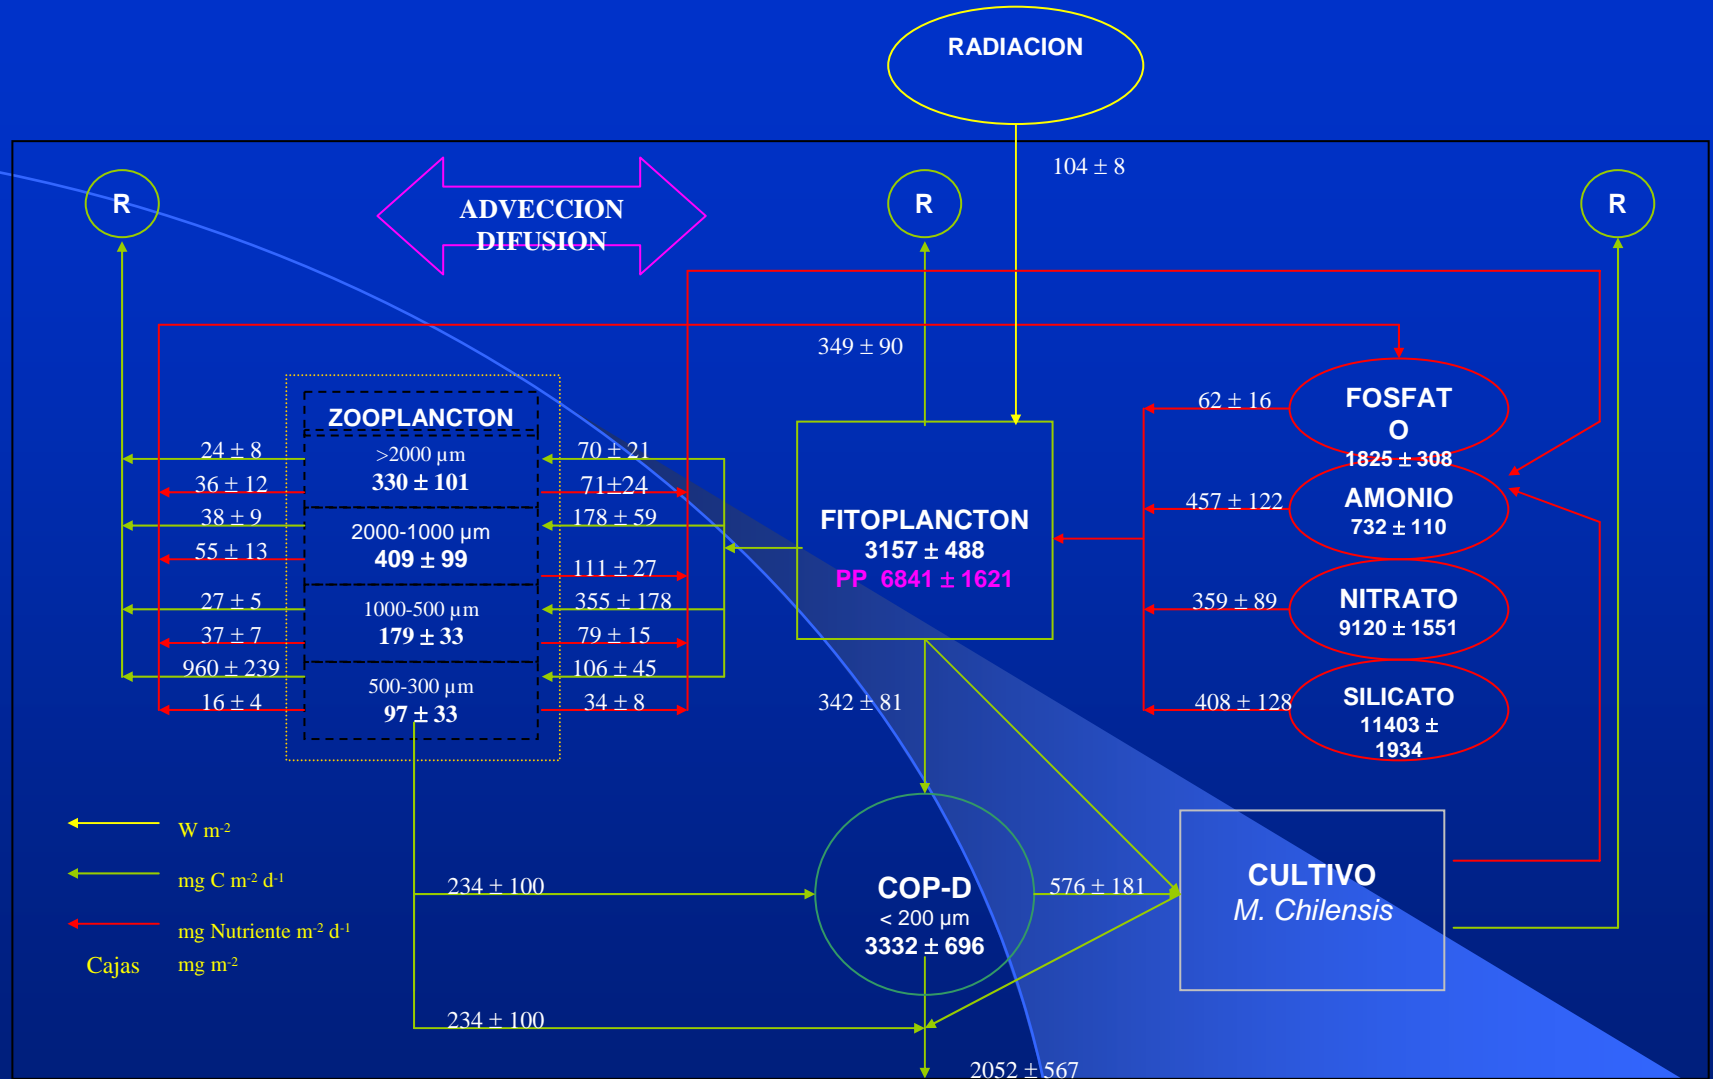 RADIACION
104 ± 8
R
ADVECCION
DIFUSION
R
R
349 ± 90
ZOOPLANCTON
>2000 µm
330 ± 101
2000-1000 µm
409 ± 99
1000-500 µm
179 ± 33
500-300 µm
97 ± 33
24 ± 8
36 ± 12
38 ± 9
55 ± 13
27 ± 5
37 ± 7
960 ± 239
16 ± 4
70 ± 21
71±24
178 ± 59
111 ± 27
355 ± 178
79 ± 15
106 ± 45
34 ± 8
FITOPLANCTON
3157 ± 488
PP 6841 ± 1621
62 ± 16
457 ± 122
359 ± 89
408 ± 128
FOSFAT
O
1825 ± 308
AMONIO
732 ± 110
NITRATO
9120 ± 1551
SILICATO
11403 ±
1934
342 ± 81
W m-2
mg C m-2 d-1
mg Nutriente m-2 d-1
Cajas mg m-2
234 ± 100
COP-D
< 200 µm
3332 ± 696
576 ± 181
CULTIVO
M. Chilensis
234 ± 100
2052 ± 567